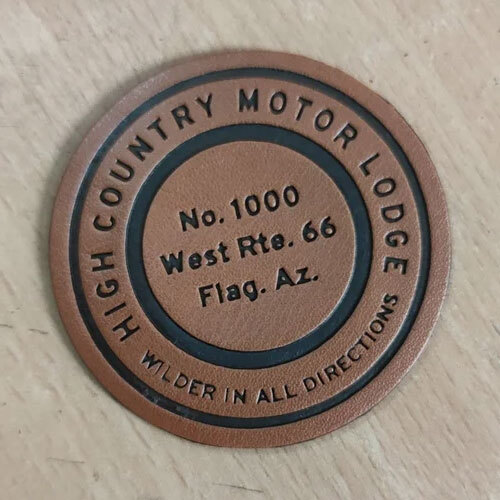 HIGH COUNTRY MOTOR LODGE
No. 1000
West Rte. 66
Flag. Az.
WILDER IN ALL DIRECTIONS